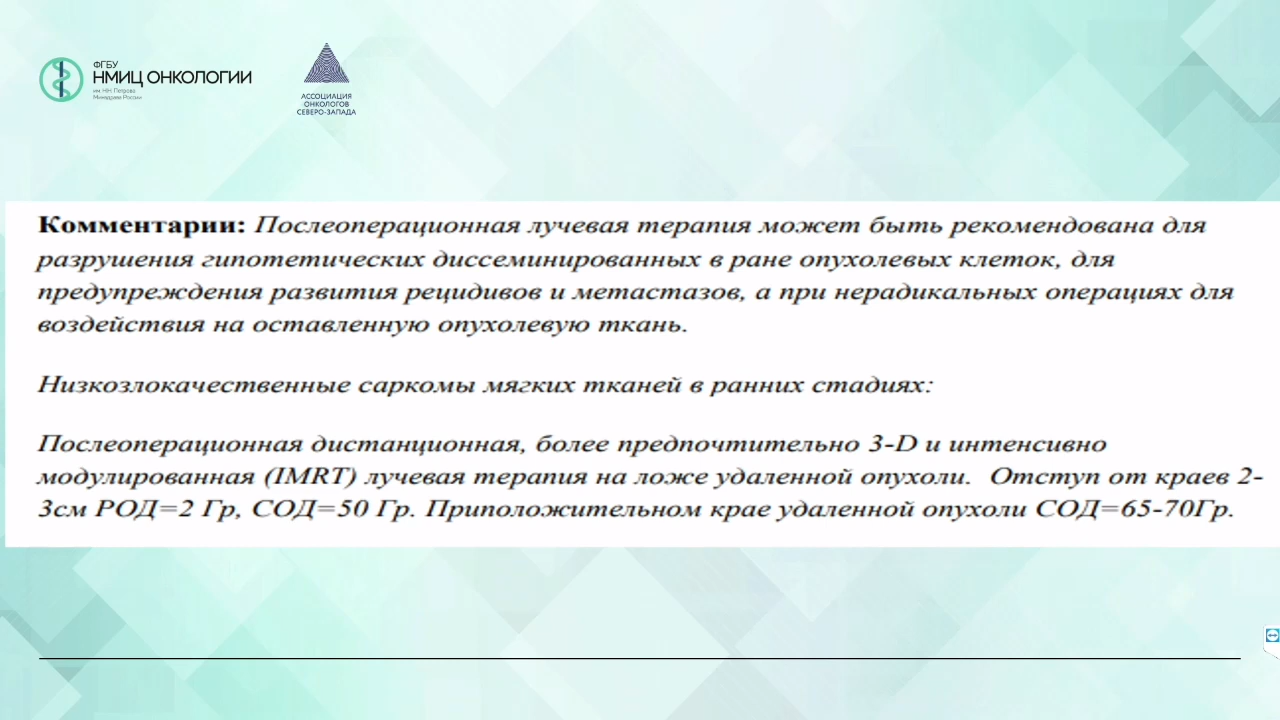 ФГБУ
НМИЦ ОНКОЛОГИИ
им. Н.Н. Петрова
Минздрава России
АССОЦИАЦИЯ
ОНКОЛОГОВ
СЕВЕРО-ЗАПАДА
Комментарии: Послеоперационная лучевая терапия может быть рекомендована для
разрушения гипотетических диссеминированных в ране опухолевых клеток, для
предупреждения развития рецидивов и метастазов, а при нерадикальных операциях для
воздействия на оставленную опухолевую ткань.
Низкозлокачественные саркомы мягких тканей в ранних стадиях:
Послеоперационная дистанционная, более предпочтительно 3-D и интенсивно
модулированная (IMRT) лучевая терапия на ложе удаленной опухоли. Отступ от краев 2-
3см РОД=2 Гр, СОД=50 Гр. Приположительном крае удаленной опухоли СОД=65-70Гр.